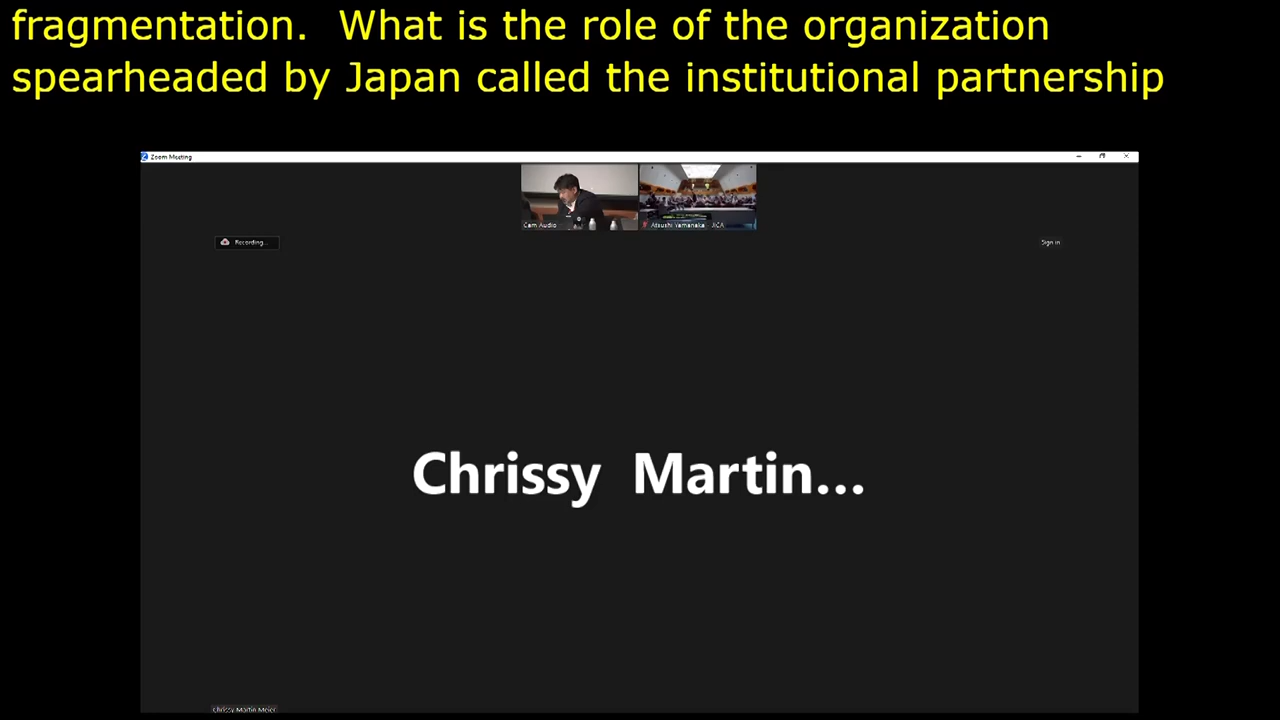 fragmentation.  What is the role of the organization
spearheaded by Japan called the institutional partnership
Zoom Meeting
Cam Audio
Atsushi Yamanaka - JICA
Recording...
Sign in
Chrissy  Martin...
Chrissy Martin Meier